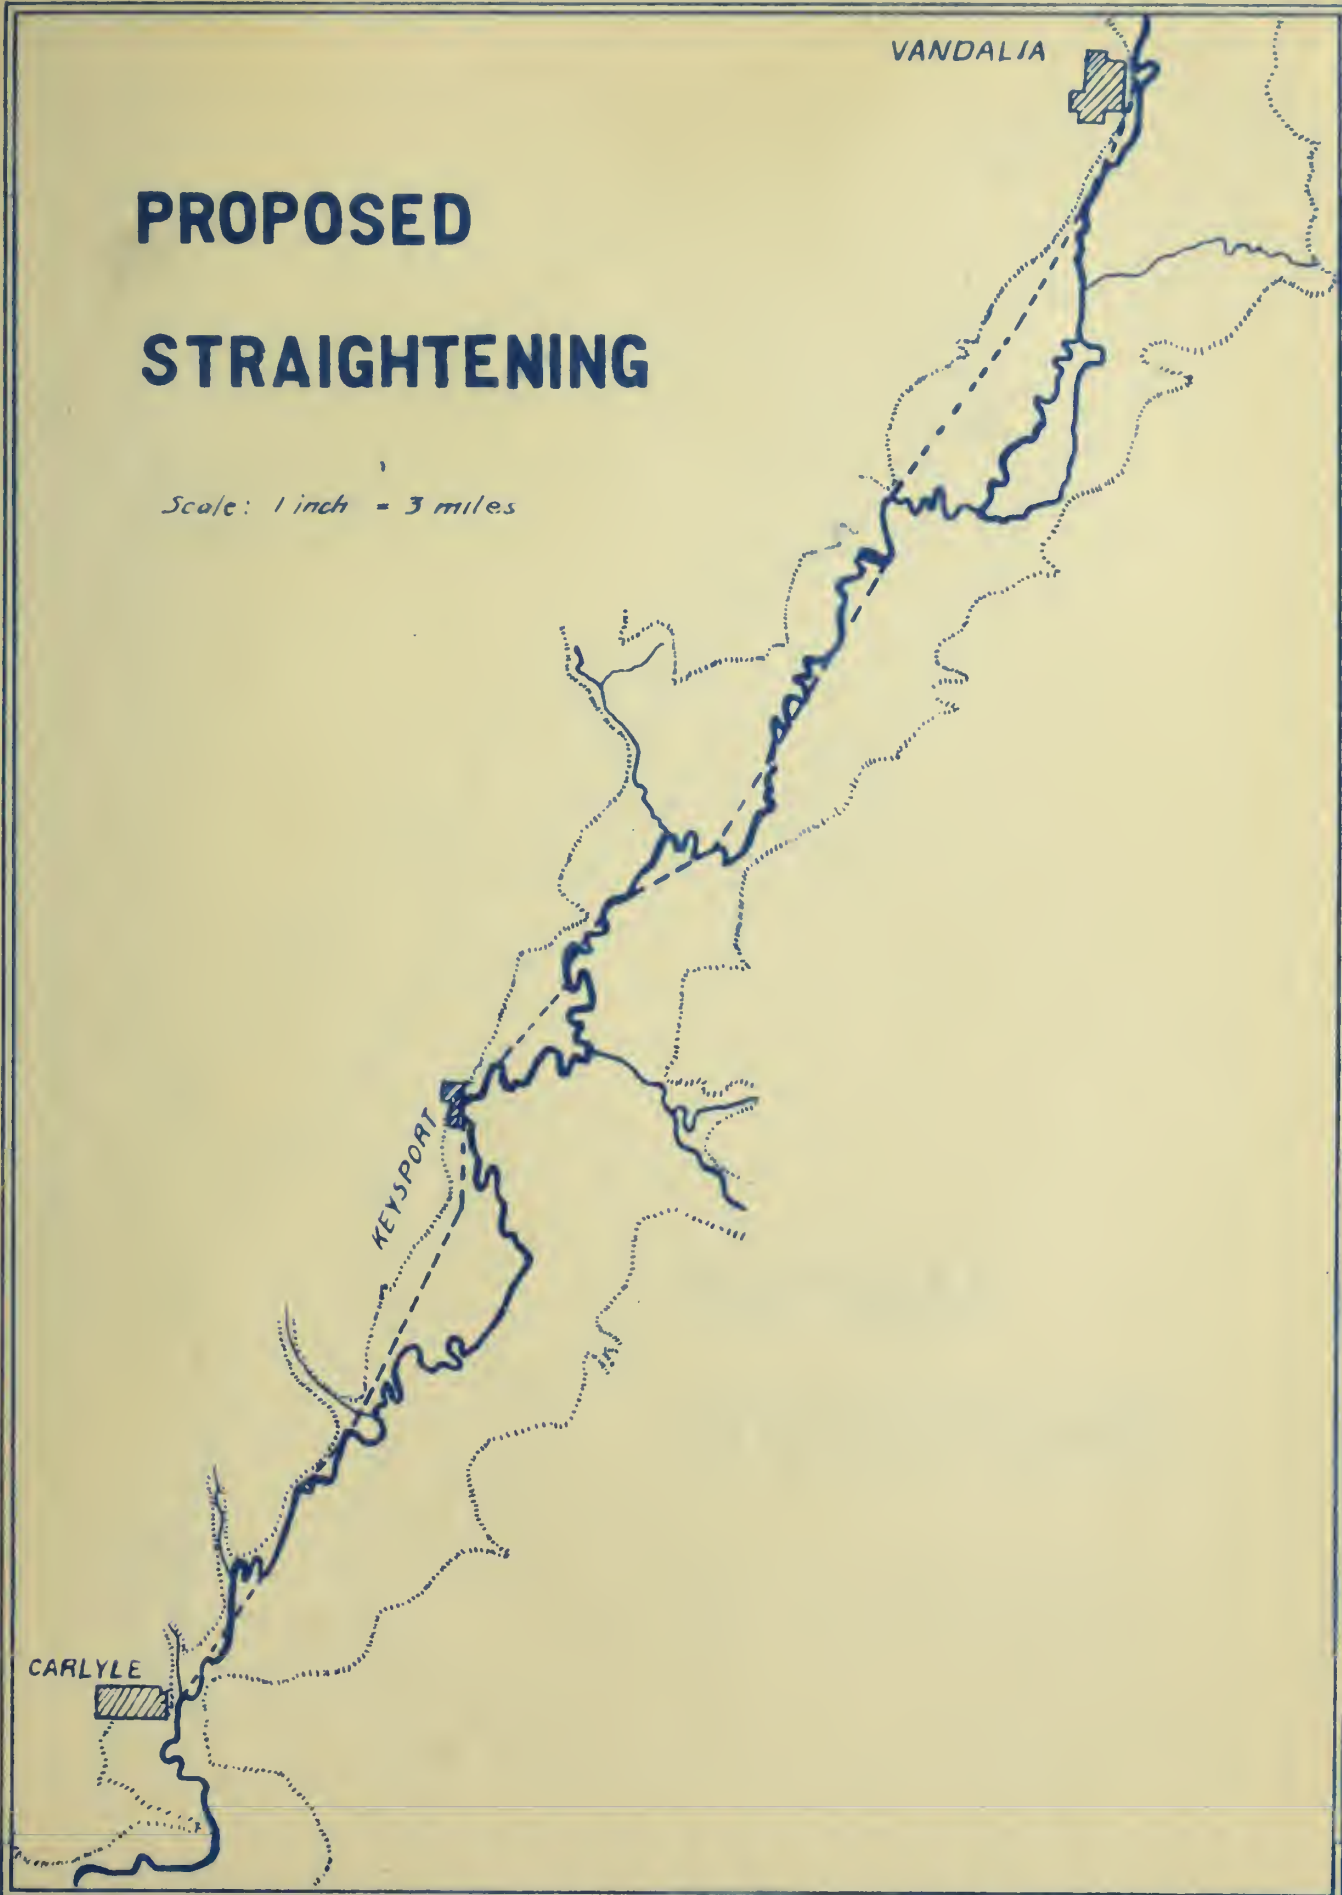 VANDALIA
PROPOSED
STRAIGHTENING
Scale: 1 inch = 3 miles
KEYSPORT
CARLYLE